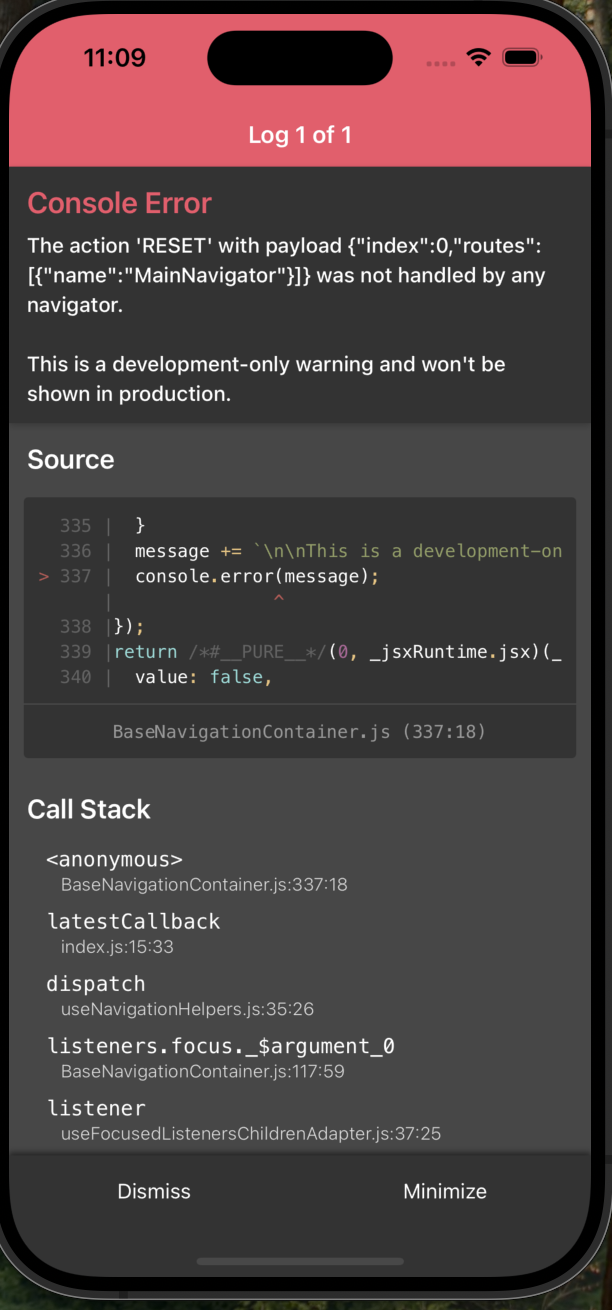 11:09
Log 1 of 1
Console Error
The action 'RESET' with payload {"index":0,"routes":
[{"name":"MainNavigator"}]} was not handled by any
navigator.
This is a development-only warning and won't be
shown in production.
Source
335 | }
336 | message += `\n\nThis is a development-on
> 337 | console.error(message);
| ^
338 |});
339 |return /*#__PURE__*/(0, _jsxRuntime.jsx)(_
340 | value: false,
BaseNavigationContainer.js (337:18)
Call Stack
<anonymous>
BaseNavigationContainer.js:337:18
latestCallback
index.js:15:33
dispatch
useNavigationHelpers.js:35:26
listeners.focus._$argument_0
BaseNavigationContainer.js:117:59
listener
useFocusedListenersChildrenAdapter.js:37:25
Dismiss Minimize